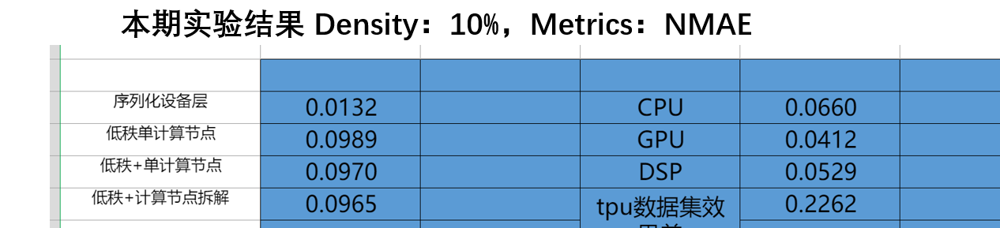 本期实验结果 Density：10%，Metrics：NMAE
序列化设备层 0.0132 CPU 0.0660
低秩单计算节点 0.0989 GPU 0.0412
低秩+单计算节点 0.0970 DSP 0.0529
低秩+计算节点拆解 0.0965 tpu数据集效 0.2262